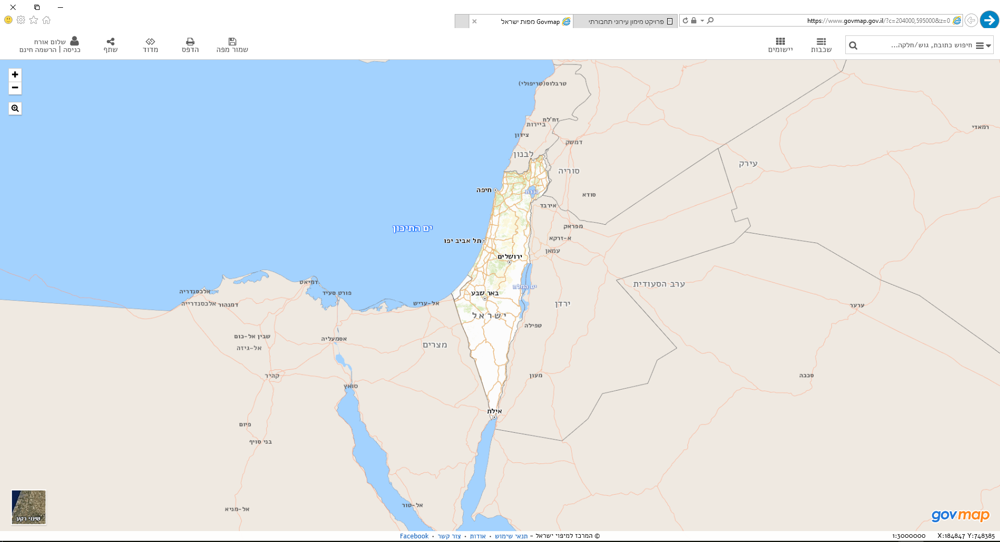 https://www.govmap.gov.il/?c=204000,595000&z=0
פרויקט מימון עירוני תחבורתי
Govmap מפות ישראל
חיפוש כתובת, גוש/חלקה...
שכבות
יישומים
שמור מפה
הדפס
מדוד
שתף
שלום אורח
כניסה | הרשמה חינם
טרבלוס(טריפולי)
זח'לח
ביירות
צידון
רמאדי
דמשק
לבנון
עירק
סוריה
חיפה
כנרת
סודא
אירבד
מפראק
ים התיכון
א-זרקא
תל אביב יפו
עמאן
ירושלים
דמיאט
ערב הסעודית
ים המלח
אלכסנדריה
פורט סעיד
באר שבע
אלכסנדרייה
דמנהור
אל-עריש
ירדן
ערער
ישראל
טפילה
שבין אל-כום
אסמעליה
אל-גיזה
מצרים
קהיר
מעון
סככה
סואץ
אילת
פיום
בני סויף
אל-טור
אל-מניא
שינוי רקע
govmap
© המרכז למיפוי ישראל - תנאי שימוש • אודות • צור קשר • Facebook
1:3000000
X:184847 Y:748385